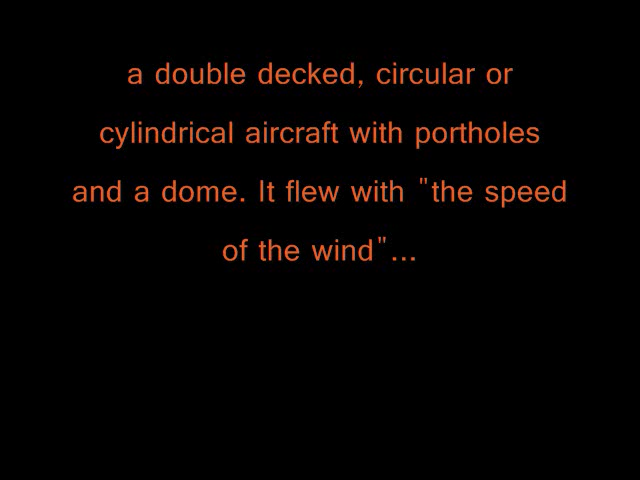 a double decked, circular or
cylindrical aircraft with portholes
and a dome. It flew with "the speed
of the wind"...